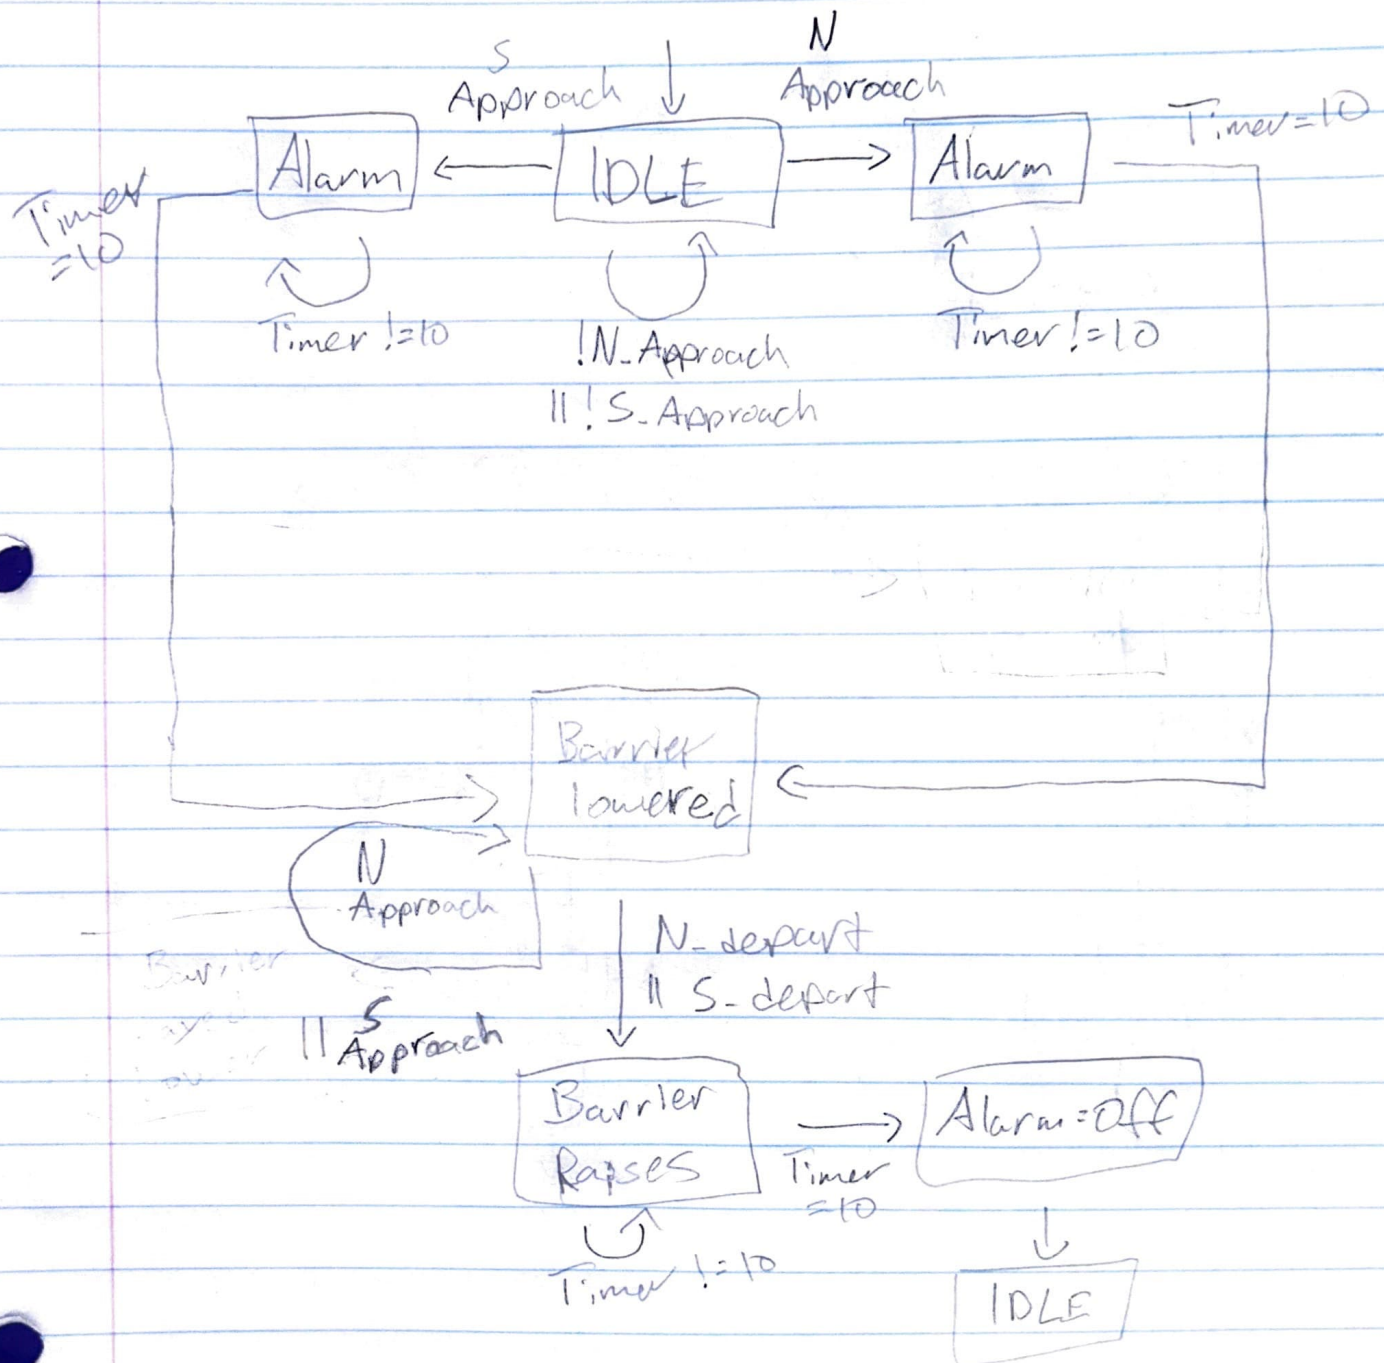 S
Approach
N
Approach
Timer=10
Alarm
IDLE
Alarm
Timer
=10
Timer !=10
!N_Approach
|| ! S_Approach
Timer !=10
Barrier
lowered
N
Approach
|| S
Approach
N_depart
|| S_depart
Barrier
Barrier
Raises
Timer
=10
Alarm=Off
Timer !=10
IDLE